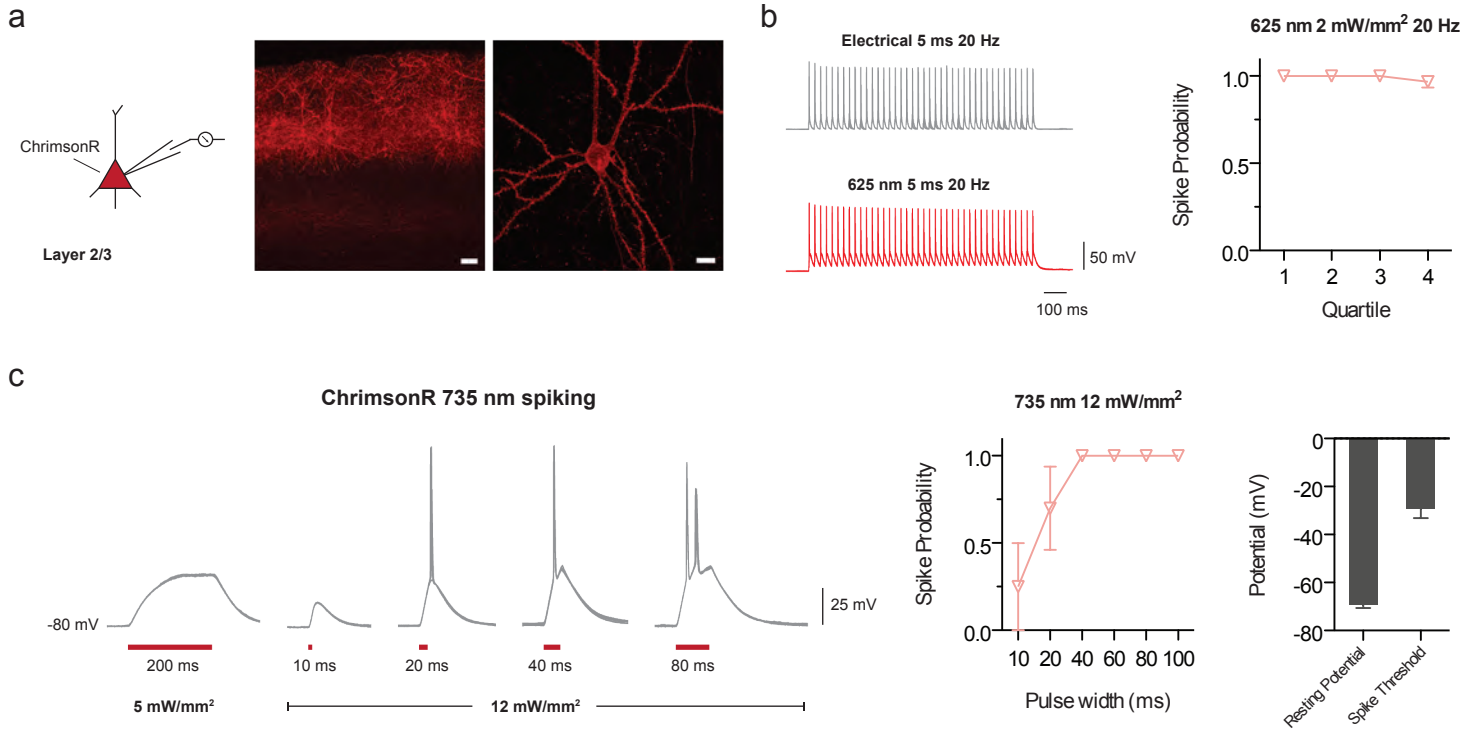 a
ChrimsonR
Layer 2/3
b
Electrical 5 ms 20 Hz
625 nm 5 ms 20 Hz
50 mV
100 ms
625 nm 2 mW/mm² 20 Hz
Spike Probability
1.0
0.5
0.0
1 2 3 4
Quartile
c
ChrimsonR 735 nm spiking
-80 mV
25 mV
200 ms 10 ms 20 ms 40 ms 80 ms
5 mW/mm² 12 mW/mm²
735 nm 12 mW/mm²
Spike Probability
1.0
0.5
0.0
10 20 40 60 80 100
Pulse width (ms)
Potential (mV)
0
-20
-40
-60
-80
Resting Potential
Spike Threshold